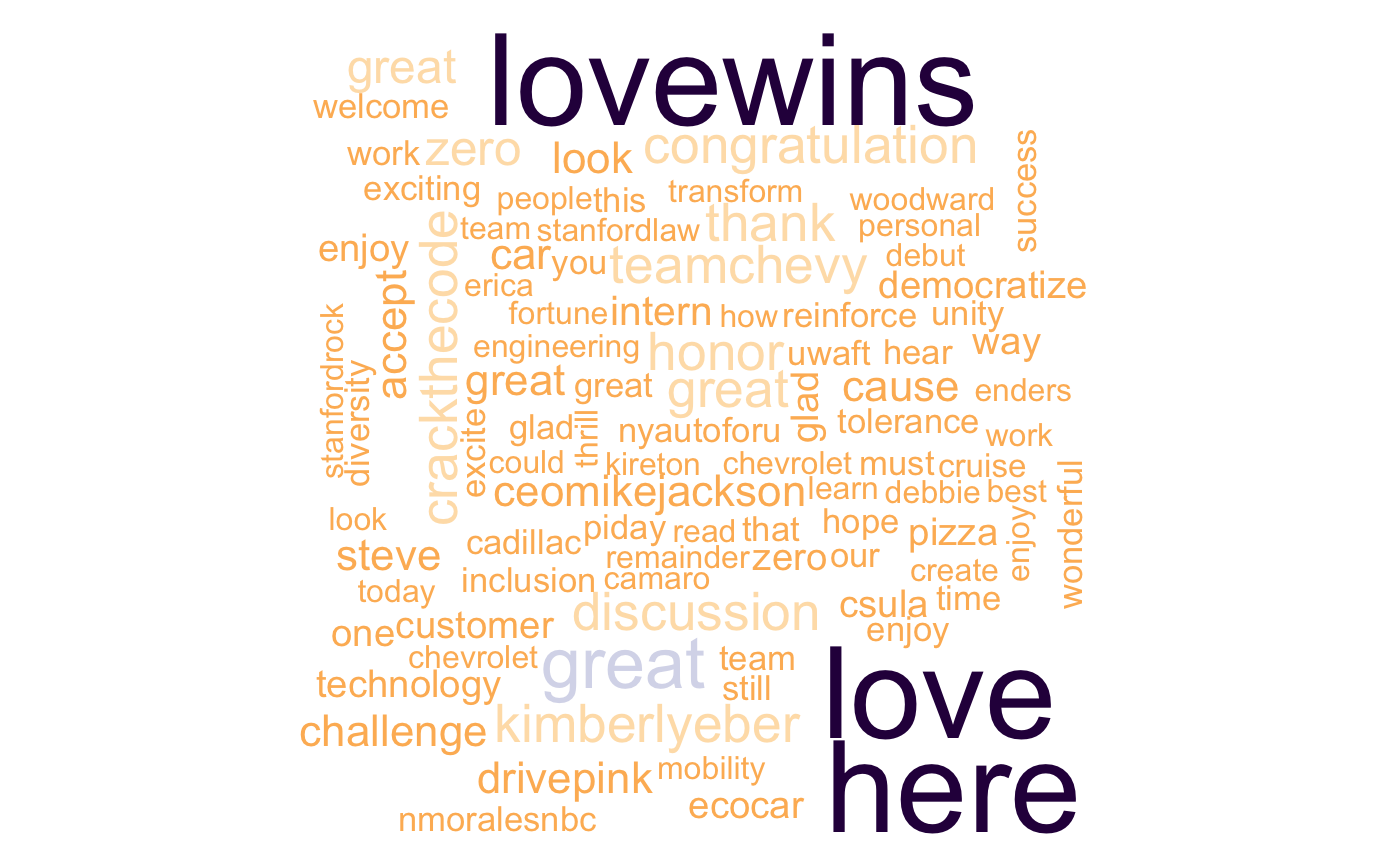 lovewins
great
welcome
work zero look congratulation
success
exciting people this transform woodward
team stanfordlaw thank personal
enjoy car you teamchevy debut
crackthecode
accept
erica democratize
fortune intern how reinforce unity
stanfordrock
engineering honor uwaft hear way
diversity
great great great glad cause enders
excite
glad thrill nyautoforu tolerance work
could kireton chevrolet must cruise
wonderful
ceomikejackson learn debbie best
look piday read that hope pizza enjoy
steve cadillac remainder zero our
today inclusion camaro create
discussion csula time
one customer enjoy
chevrolet great team love
technology still
challenge kimberlyeber
drivepink mobility here
nmoralesnbc ecocar